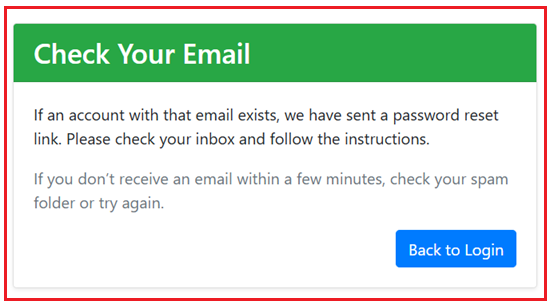 Check Your Email
If an account with that email exists, we have sent a password reset
link. Please check your inbox and follow the instructions.
If you don’t receive an email within a few minutes, check your spam
folder or try again.
Back to Login